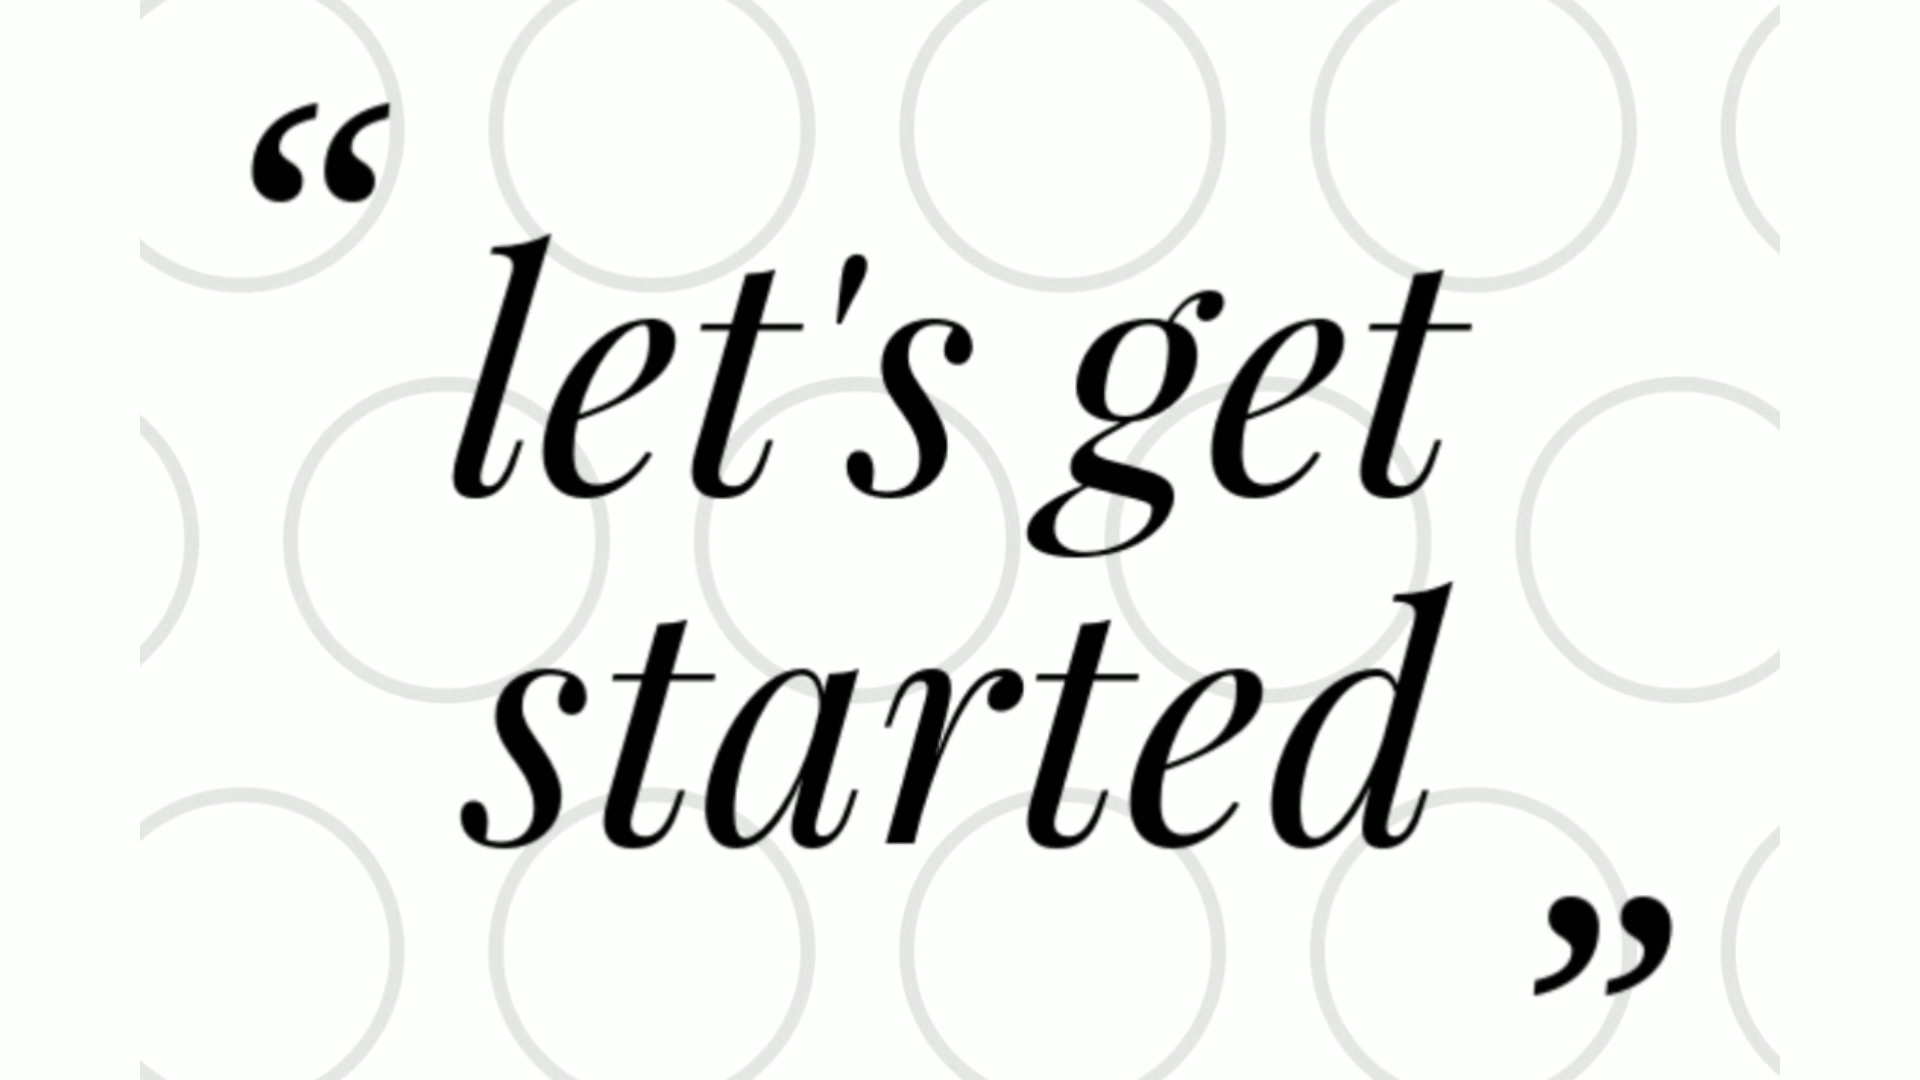 “
let's get
started
”